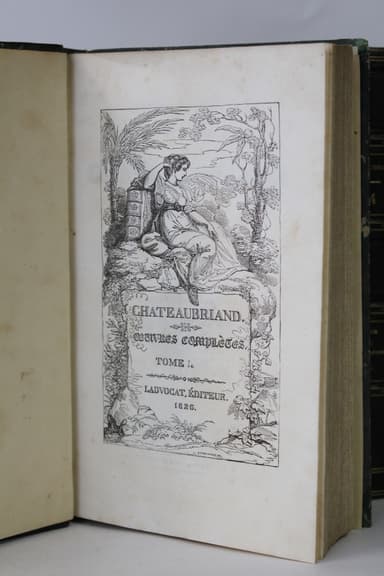 CHATEAUBRIAND.
ŒUVRES COMPLÈTES.
TOME I.
LADVOCAT, ÉDITEUR.
1826.